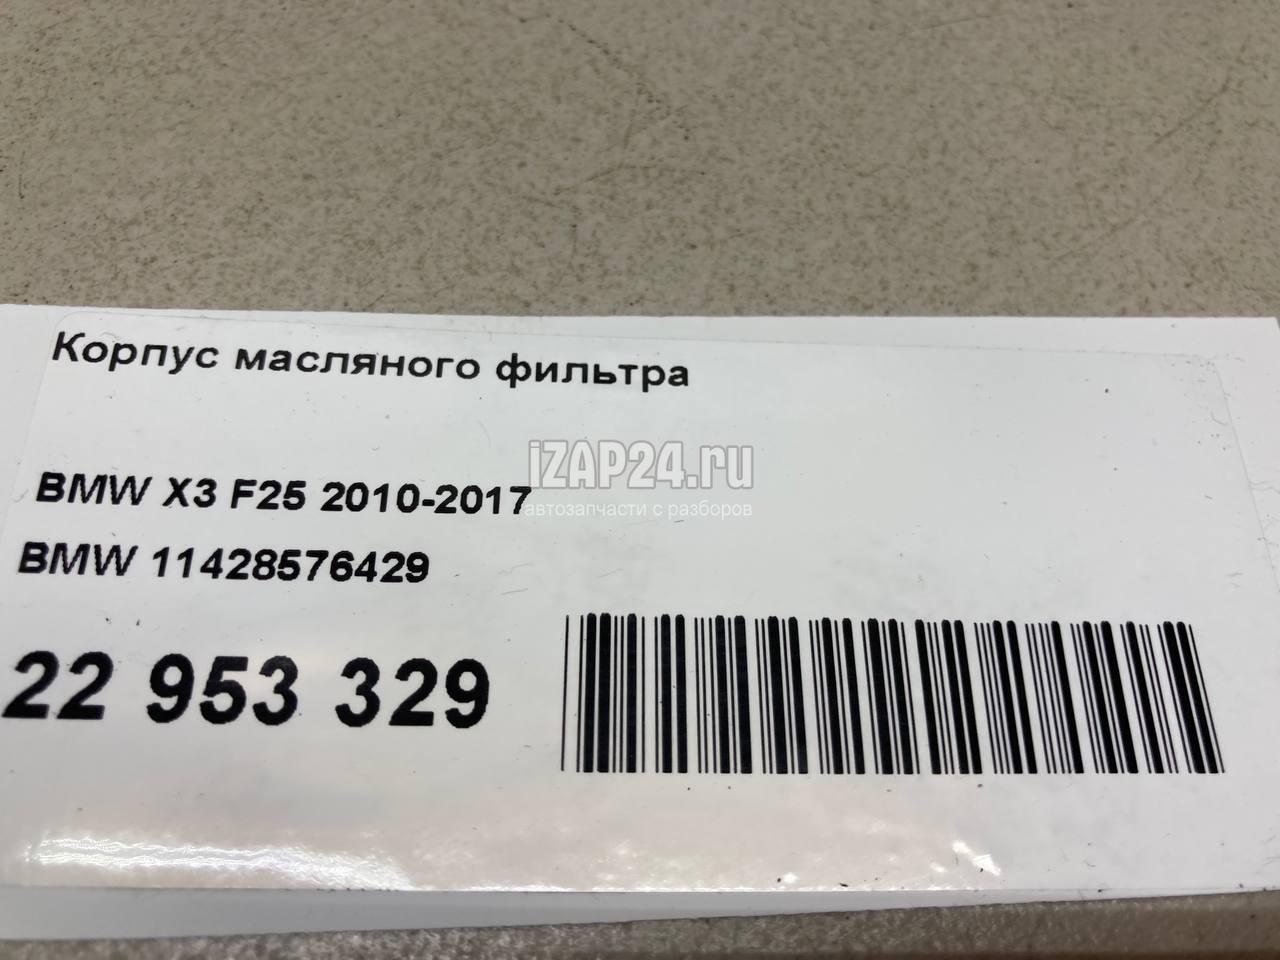 Корпус масляного фильтра
iZAP24.ru
BMW X3 F25 2010-2017
автозапчасти с разборов
BMW 11428576429
22 953 329